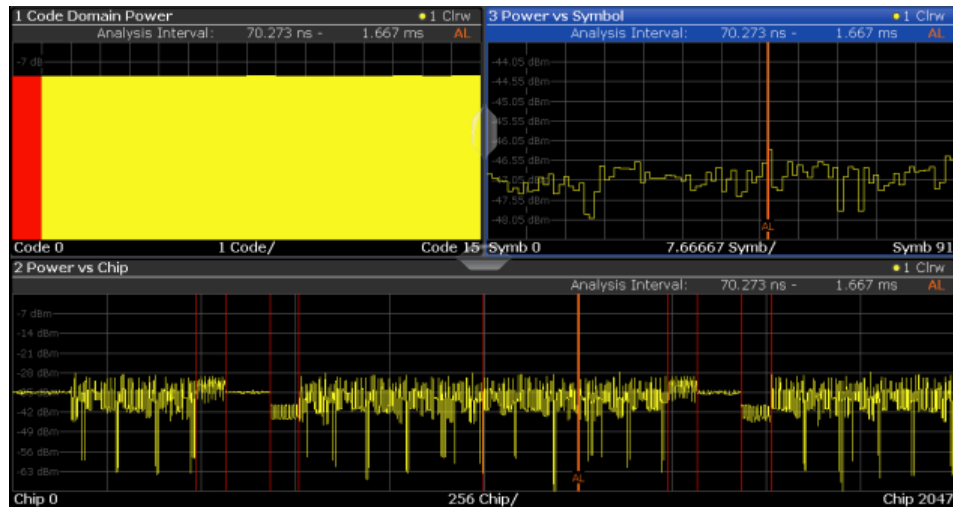 1 Code Domain Power
1 Clrw
Analysis Interval: 70.273 ns - 1.667 ms AL
-7 dB
Code 0 1 Code/ Code 15
3 Power vs Symbol
1 Clrw
Analysis Interval: 70.273 ns - 1.667 ms AL
-44.05 dBm
-44.55 dBm
-45.05 dBm
-45.55 dBm
-46.05 dBm
-46.55 dBm
-47.05 dBm
-47.55 dBm
-48.05 dBm
AL
Symb 0 7.66667 Symb/ Symb 91
2 Power vs Chip
1 Clrw
Analysis Interval: 70.273 ns - 1.667 ms AL
-7 dBm
-14 dBm
-21 dBm
-28 dBm
-35 dBm
-42 dBm
-49 dBm
-56 dBm
-63 dBm
AL
Chip 0 256 Chip/ Chip 2047